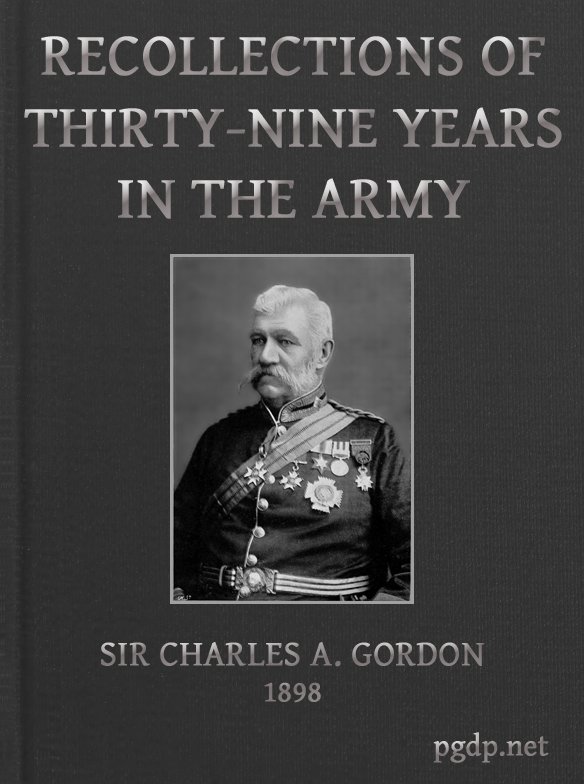 RECOLLECTIONS OF
THIRTY-NINE YEARS
IN THE ARMY
SIR CHARLES A. GORDON
1898
pgdp.net